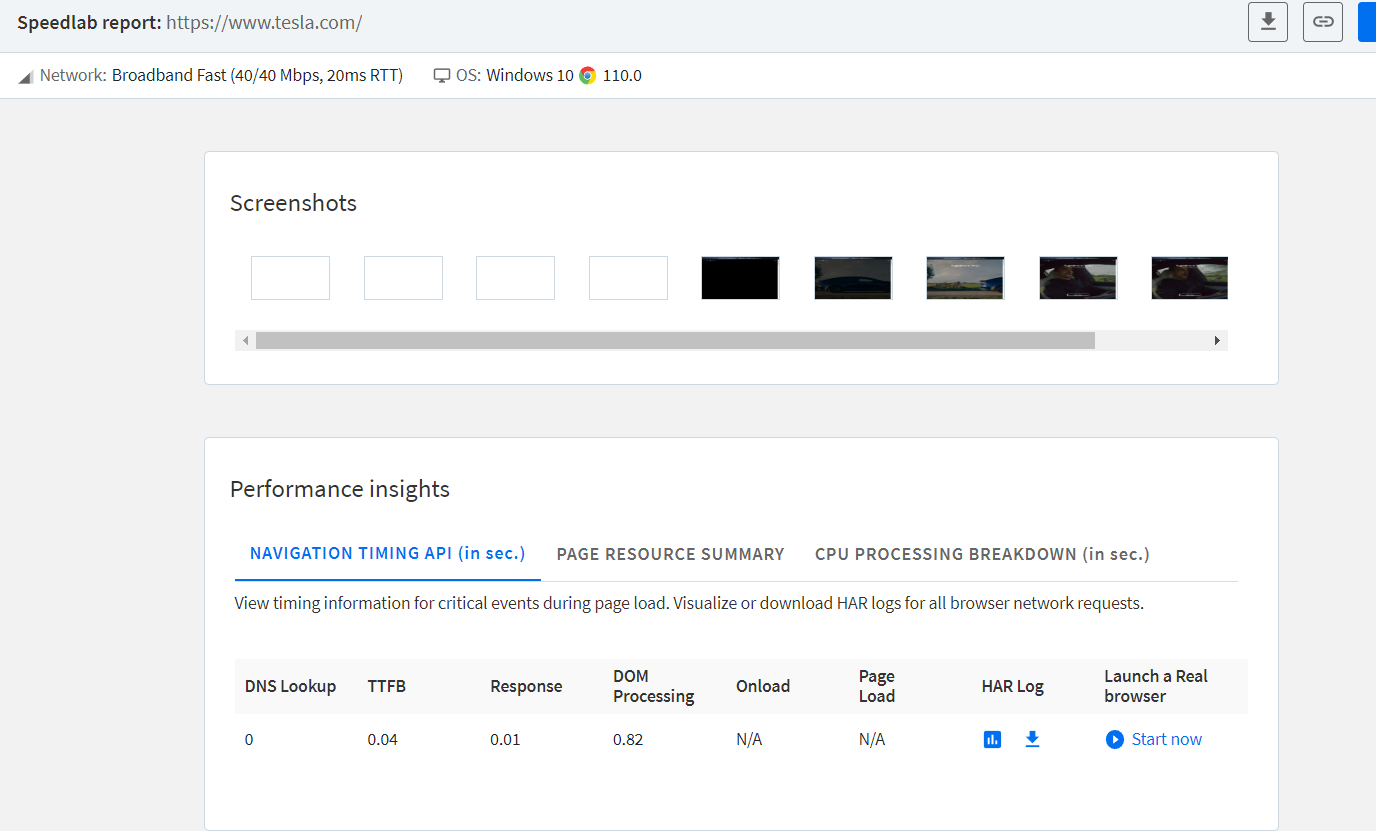 Speedlab report: https://www.tesla.com/
Network: Broadband Fast (40/40 Mbps, 20ms RTT) OS: Windows 10 110.0
Screenshots
Performance insights
NAVIGATION TIMING API (in sec.) PAGE RESOURCE SUMMARY CPU PROCESSING BREAKDOWN (in sec.)
View timing information for critical events during page load. Visualize or download HAR logs for all browser network requests.
DNS Lookup TTFB Response DOM Processing Onload Page Load HAR Log Launch a Real browser
0 0.04 0.01 0.82 N/A N/A Start now